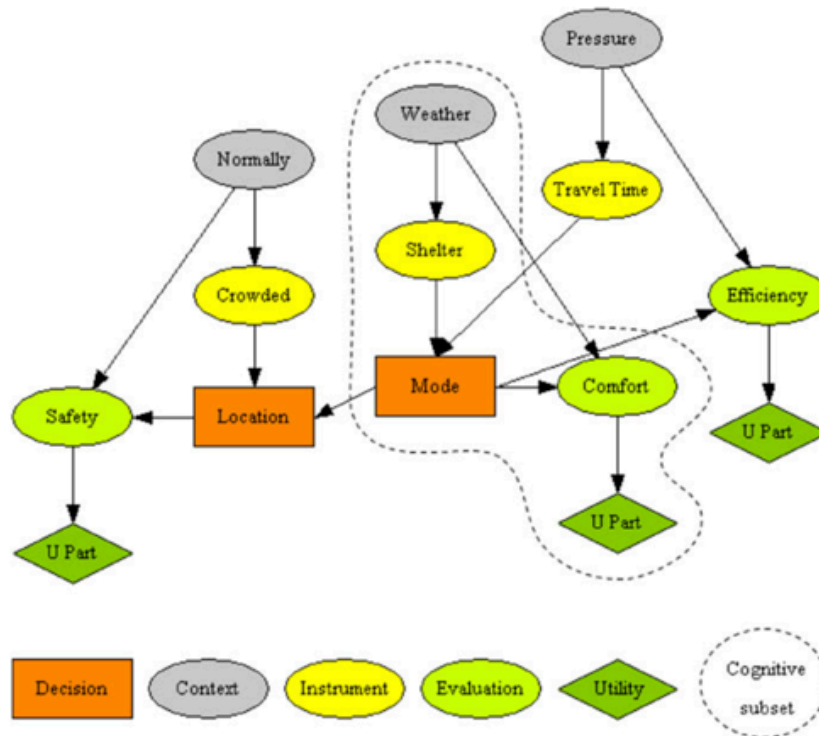 Pressure
Weather
Normally
Travel Time
Shelter
Crowded
Efficiency
Mode
Comfort
Safety
Location
U Part
U Part
U Part
Decision
Context
Instrument
Evaluation
Utility
Cognitive
subset